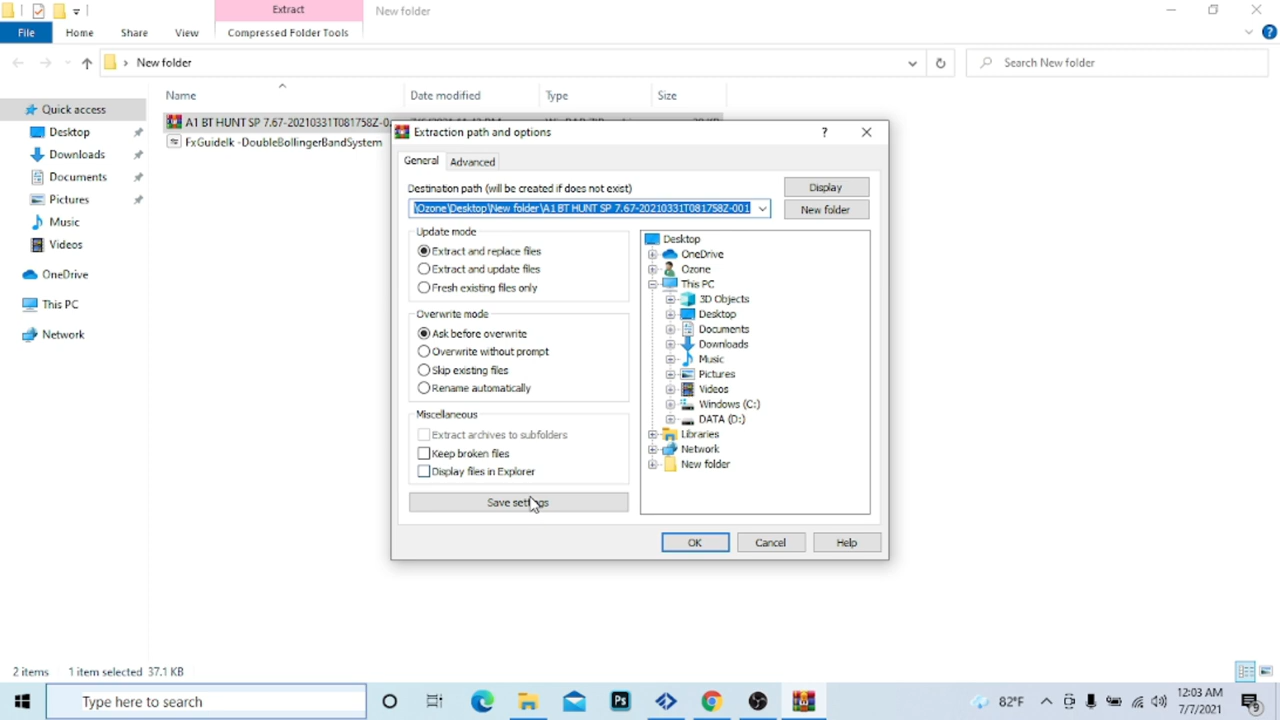 Extract
New folder
File
Home
Share
View
Compressed Folder Tools
New folder
Search New folder
Name
Date modified
Type
Size
Quick access
Desktop
Downloads
Documents
Pictures
Music
Videos
OneDrive
This PC
Network
A1 BT HUNT SP 7.67-20210331T081758Z-0
FxGuidelk -DoubleBollingerBandSystem
Extraction path and options
?
General
Advanced
Destination path (will be created if does not exist)
Display
\Ozone\Desktop\New folder\A1 BT HUNT SP 7.67-20210331T081758Z-001
New folder
Update mode
Extract and replace files
Extract and update files
Fresh existing files only
Overwrite mode
Ask before overwrite
Overwrite without prompt
Skip existing files
Rename automatically
Miscellaneous
Extract archives to subfolders
Keep broken files
Display files in Explorer
Save settings
Desktop
OneDrive
Ozone
This PC
3D Objects
Desktop
Documents
Downloads
Music
Pictures
Videos
Windows (C:)
DATA (D:)
Libraries
Network
New folder
OK
Cancel
Help
2 items
1 item selected 37.1 KB
Type here to search
Ps
82°F
12:03 AM
7/7/2021
9